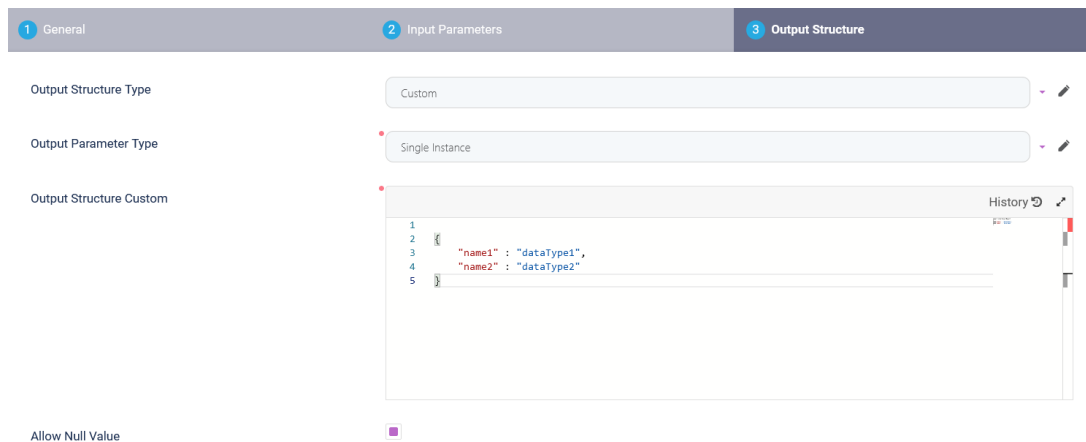 1 General
2 Input Parameters
3 Output Structure
Output Structure Type
Custom
Output Parameter Type
Single Instance
Output Structure Custom
History
1
2 {
3 "name1" : "dataType1",
4 "name2" : "dataType2"
5 }
Allow Null Value